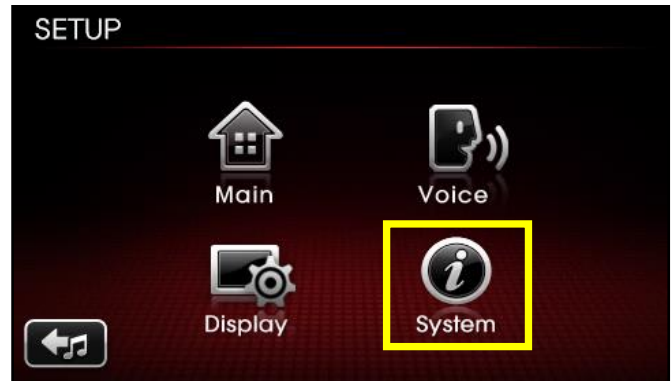 SETUP
Main
Voice
Display
System